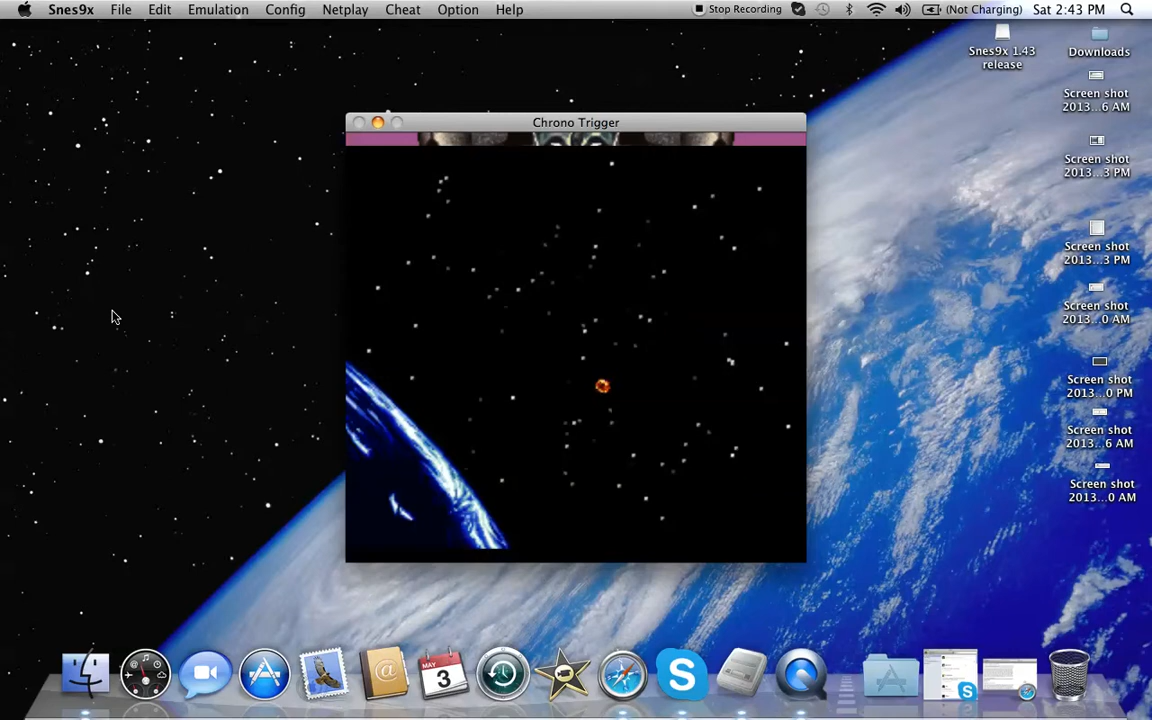 Snes9x File Edit Emulation Config Netplay Cheat Option Help Stop Recording (Not Charging) Sat 2:43 PM
Snes9x 1.43
release
Downloads
Screen shot
2013...6 AM
Screen shot
2013...3 PM
Chrono Trigger
Screen shot
2013...3 PM
Screen shot
2013...0 AM
Screen shot
2013...0 PM
Screen shot
2013...6 AM
Screen shot
2013...0 AM
MAY
3